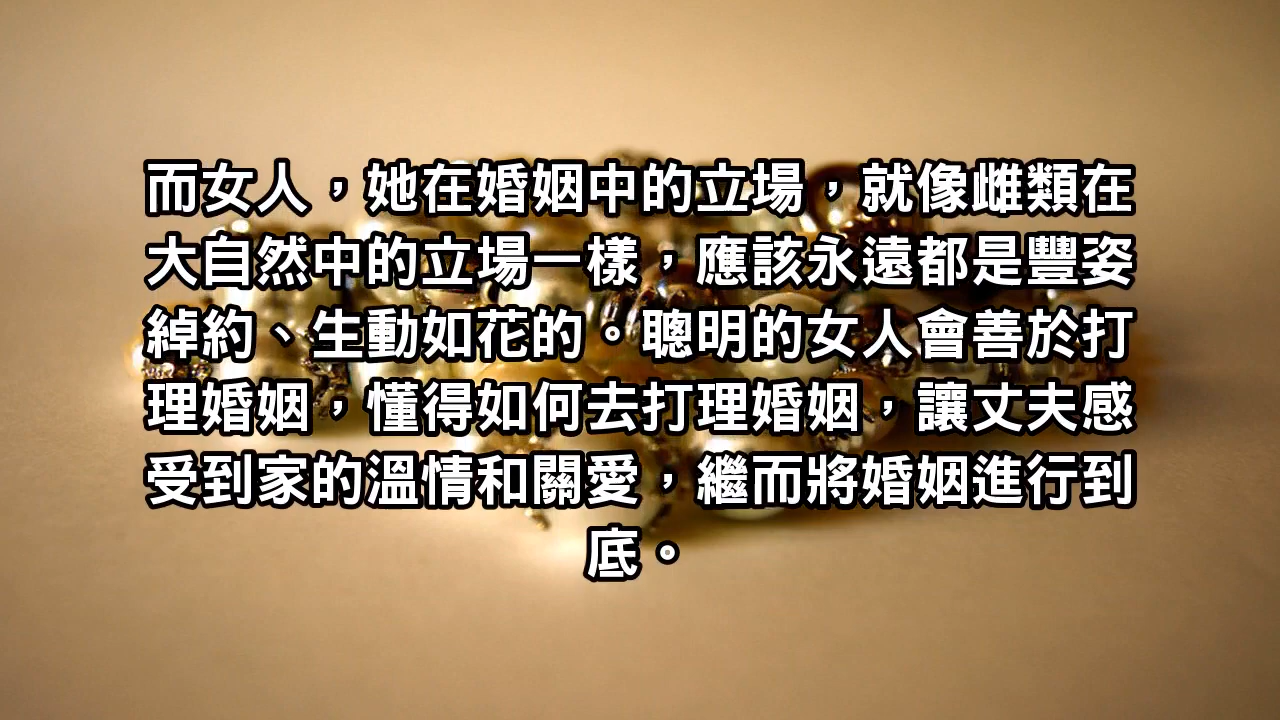 而女人，她在婚姻中的立場，就像雌類在
大自然中的立場一樣，應該永遠都是豐姿
綽約、生動如花的。聰明的女人會善於打
理婚姻，懂得如何去打理婚姻，讓丈夫感
受到家的溫情和關愛，繼而將婚姻進行到
底。